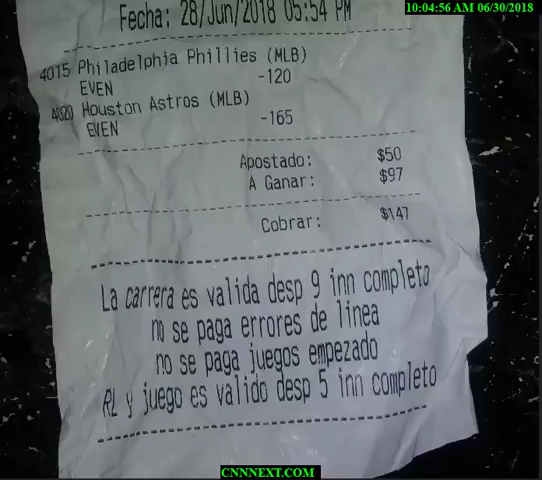 10:04:56 AM 06/30/2018
Fecha: 28/Jun/2018 05:54 PM
4015 Philadelphia Phillies (MLB)
EVEN -120
4020 Houston Astros (MLB)
EVEN -165
Apostado: $50
A Ganar: $97
Cobrar: $147
La carrera es valida desp 9 inn completo
no se paga errores de linea
no se paga juegos empezado
RL y juego es valido desp 5 inn completo
CNNNEXT.COM